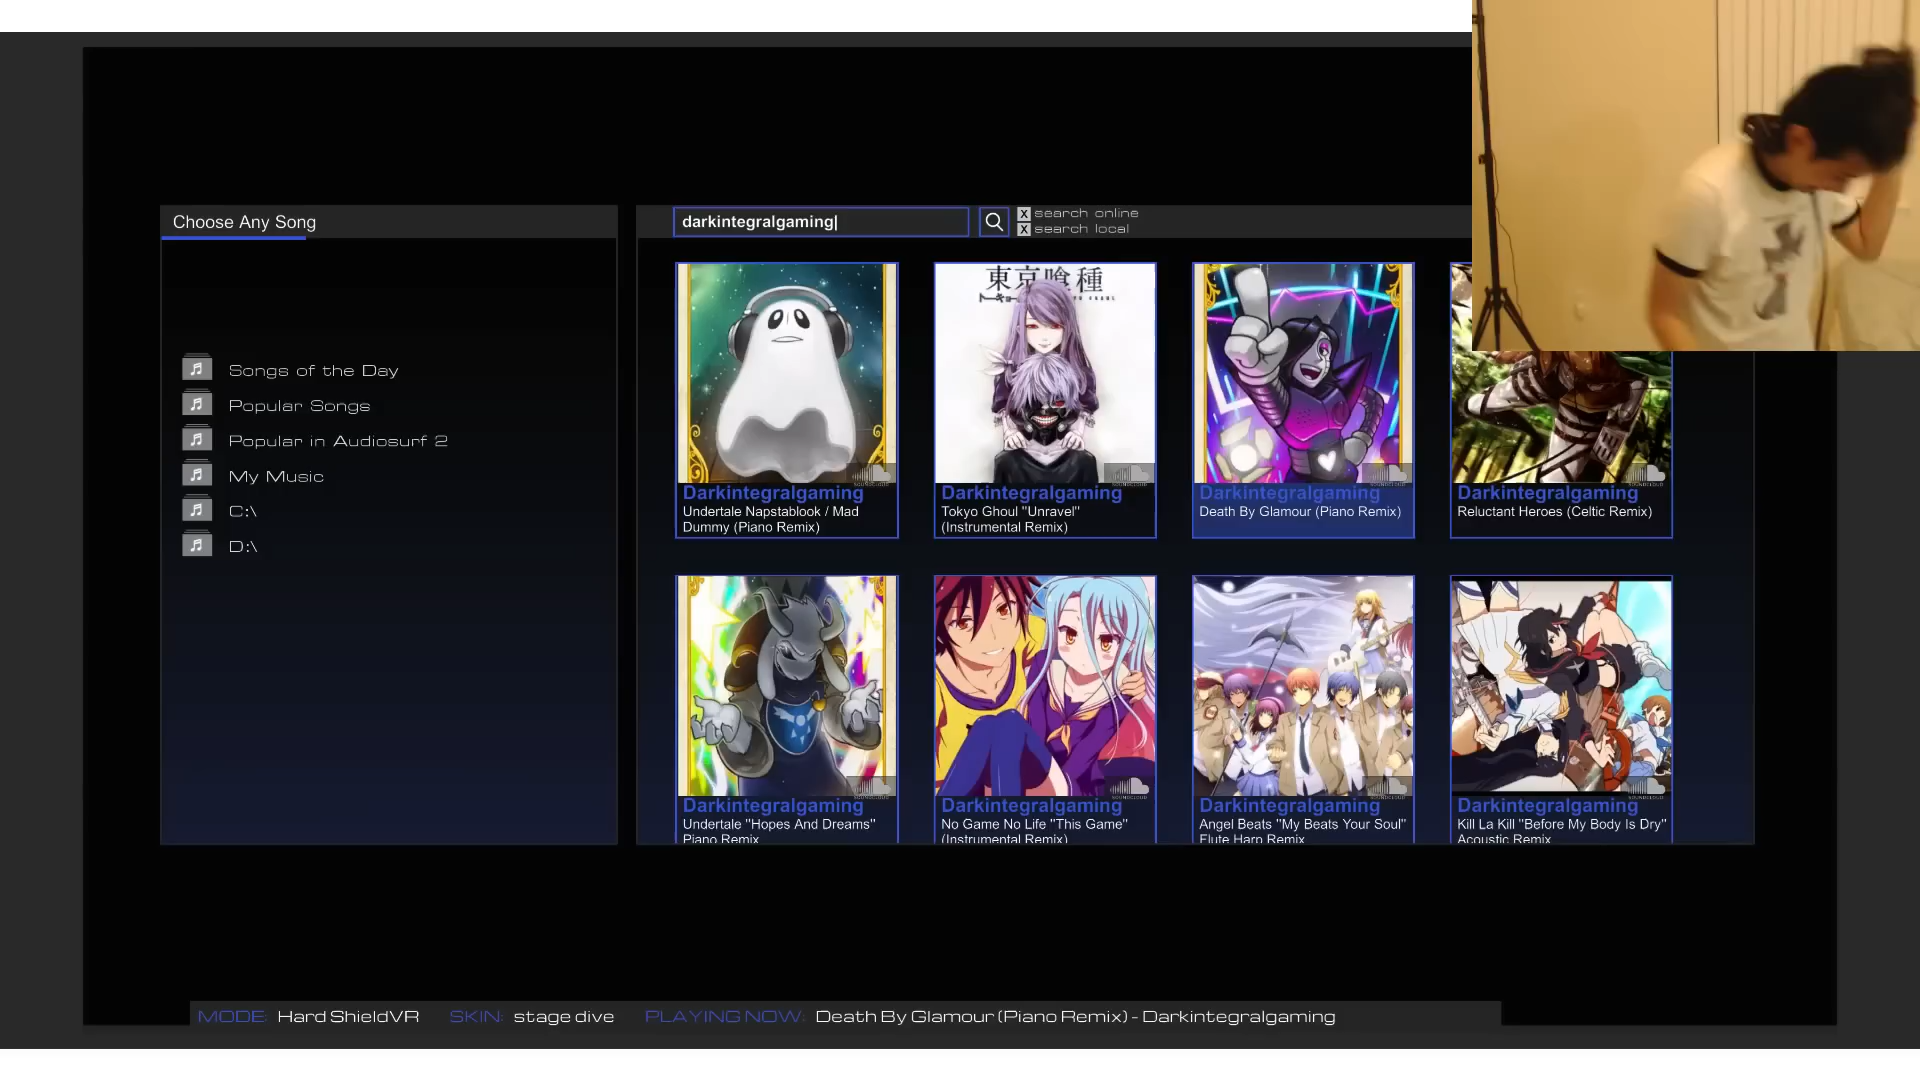 Choose Any Song
Songs of the Day
Popular Songs
Popular in Audiosurf 2
My Music
C:\
D:\
darkintegralgaming
X search online
X search local
東京喰種
Darkintegralgaming
Undertale Napstablook / Mad
Dummy (Piano Remix)
Darkintegralgaming
Tokyo Ghoul "Unravel"
(Instrumental Remix)
Darkintegralgaming
Death By Glamour (Piano Remix)
Darkintegralgaming
Reluctant Heroes (Celtic Remix)
Darkintegralgaming
Undertale "Hopes And Dreams"
Piano Remix
Darkintegralgaming
No Game No Life "This Game"
(Instrumental Remix)
Darkintegralgaming
Angel Beats "My Beats Your Soul"
Flute Harp Remix
Darkintegralgaming
Kill La Kill "Before My Body Is Dry"
Acoustic Remix
MODE: Hard ShieldVR SKIN: stage dive PLAYING NOW: Death By Glamour (Piano Remix) - Darkintegralgaming